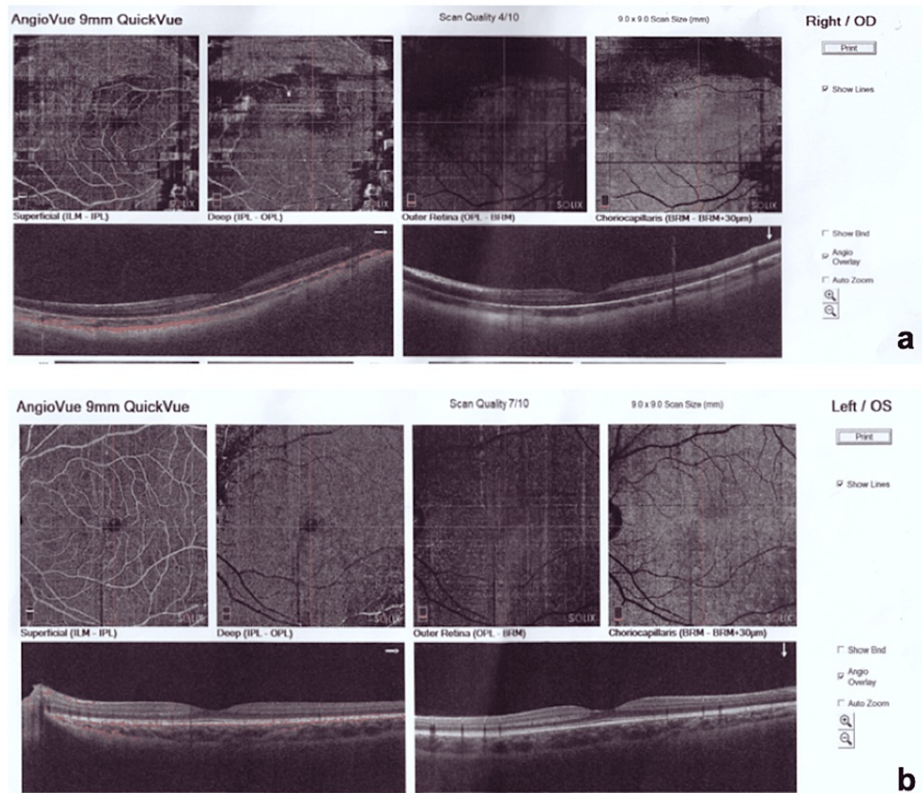 AngioVue 9mm QuickVue
Scan Quality 4/10
9.0 x 9.0 Scan Size (mm)
Right / OD
Print
Show Lines
SOLIX
SOLIX
SOLIX
SOLIX
Superficial (ILM - IPL)
Deep (IPL - OPL)
Outer Retina (OPL - BRM)
Choriocapillaris (BRM - BRM+30µm)
Show Bnd
Angio
Overlay
Auto Zoom
a
AngioVue 9mm QuickVue
Scan Quality 7/10
9.0 x 9.0 Scan Size (mm)
Left / OS
Print
Show Lines
SOLIX
SOLIX
SOLIX
SOLIX
Superficial (ILM - IPL)
Deep (IPL - OPL)
Outer Retina (OPL - BRM)
Choriocapillaris (BRM - BRM+30µm)
Show Bnd
Angio
Overlay
Auto Zoom
b